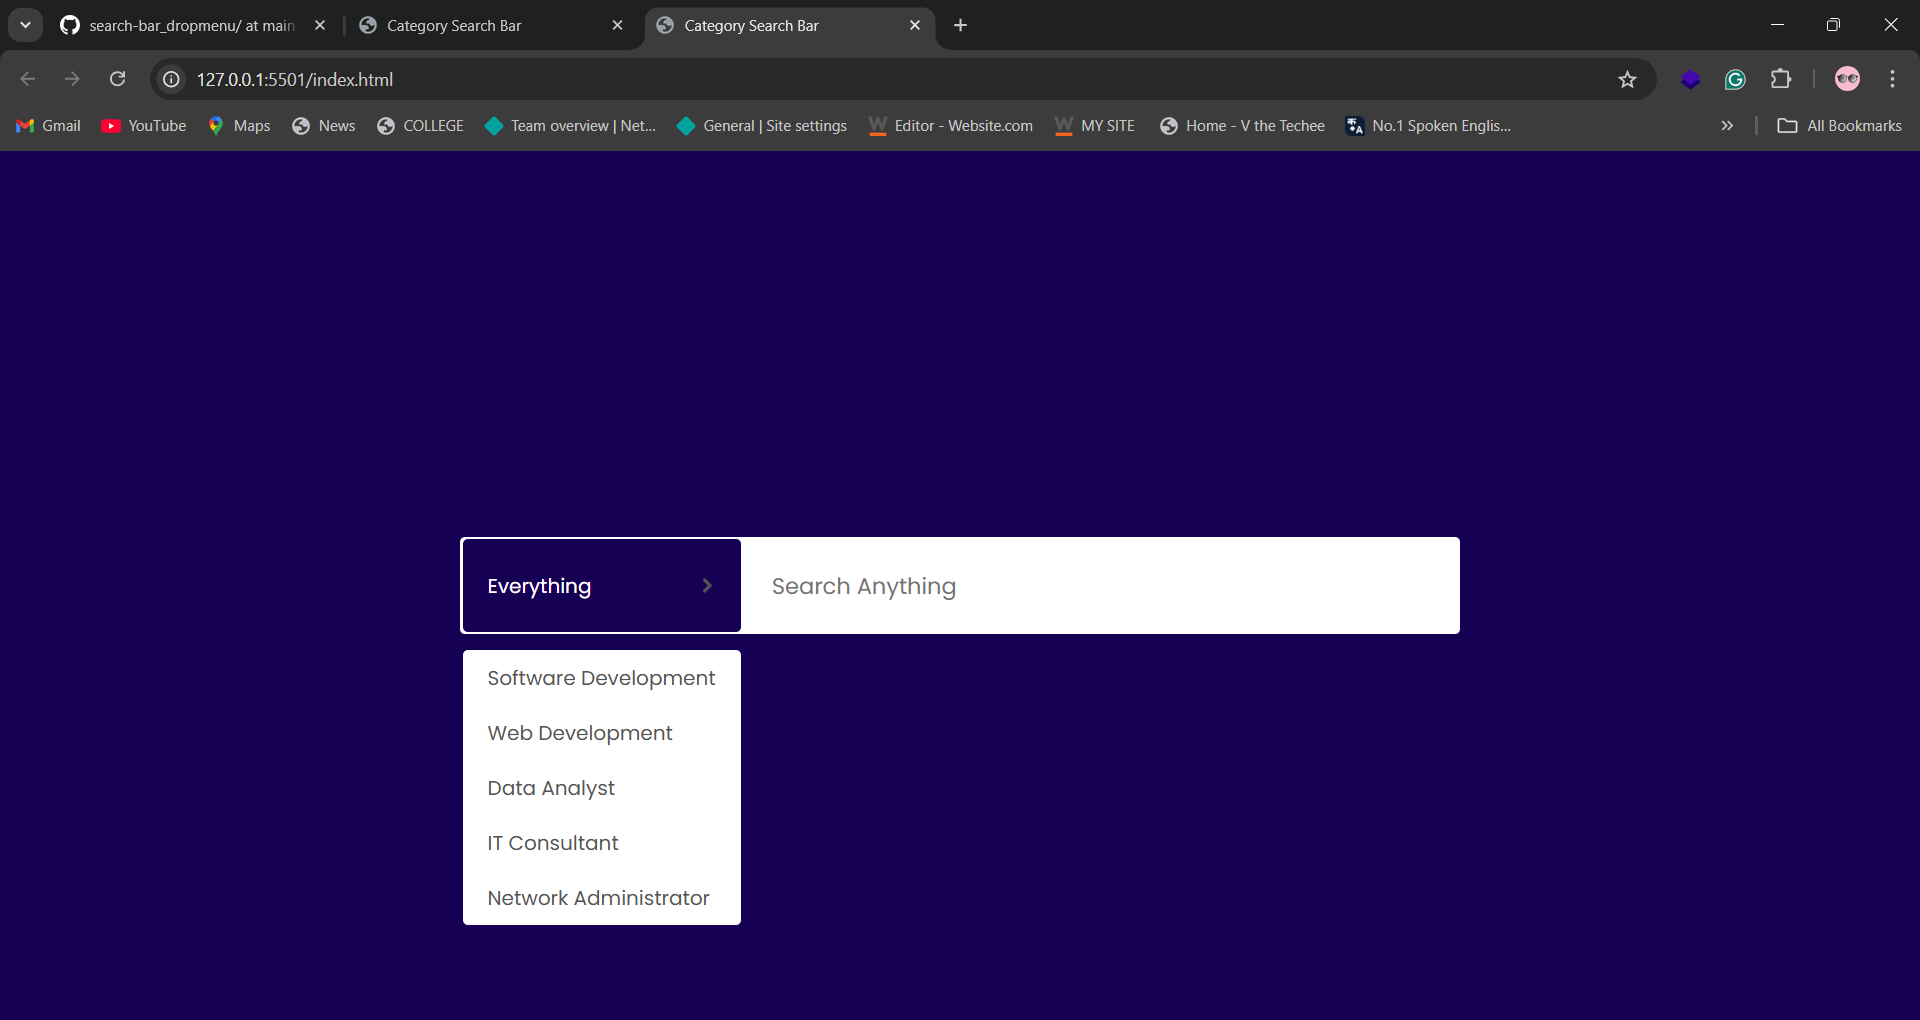 search-bar_dropmenu/ at main
Category Search Bar
Category Search Bar
127.0.0.1:5501/index.html
Gmail
YouTube
Maps
News
COLLEGE
Team overview | Net...
General | Site settings
Editor - Website.com
MY SITE
Home - V the Techee
No.1 Spoken Englis...
All Bookmarks
Everything
Search Anything
Software Development
Web Development
Data Analyst
IT Consultant
Network Administrator